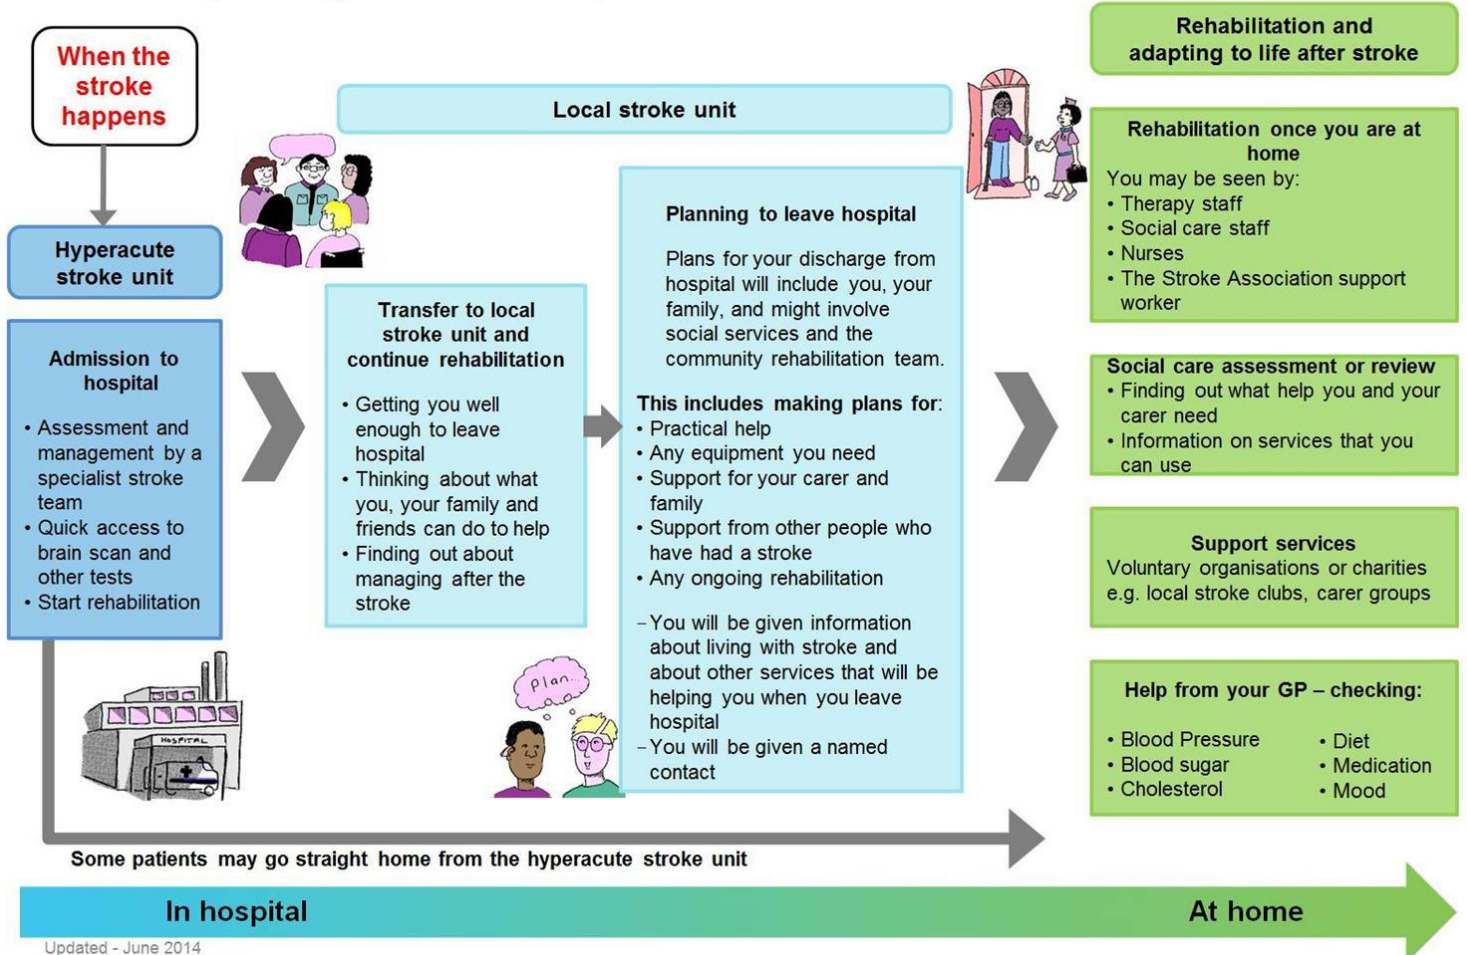 When the
stroke
happens
Hyperacute
stroke unit
Admission to
hospital
• Assessment and
management by a
specialist stroke
team
• Quick access to
brain scan and
other tests
• Start rehabilitation
HOSPITAL
Local stroke unit
Transfer to local
stroke unit and
continue rehabilitation
• Getting you well
enough to leave
hospital
• Thinking about what
you, your family and
friends can do to help
• Finding out about
managing after the
stroke
Plan...
Planning to leave hospital
Plans for your discharge from
hospital will include you, your
family, and might involve
social services and the
community rehabilitation team.
This includes making plans for:
• Practical help
• Any equipment you need
• Support for your carer and
family
• Support from other people who
have had a stroke
• Any ongoing rehabilitation
–You will be given information
about living with stroke and
about other services that will be
helping you when you leave
hospital
–You will be given a named
contact
Rehabilitation and
adapting to life after stroke
Rehabilitation once you are at
home
You may be seen by:
• Therapy staff
• Social care staff
• Nurses
• The Stroke Association support
worker
Social care assessment or review
• Finding out what help you and your
carer need
• Information on services that you
can use
Support services
Voluntary organisations or charities
e.g. local stroke clubs, carer groups
Help from your GP – checking:
• Blood Pressure
• Blood sugar
• Cholesterol
• Diet
• Medication
• Mood
Some patients may go straight home from the hyperacute stroke unit
In hospital
At home
Updated - June 2014